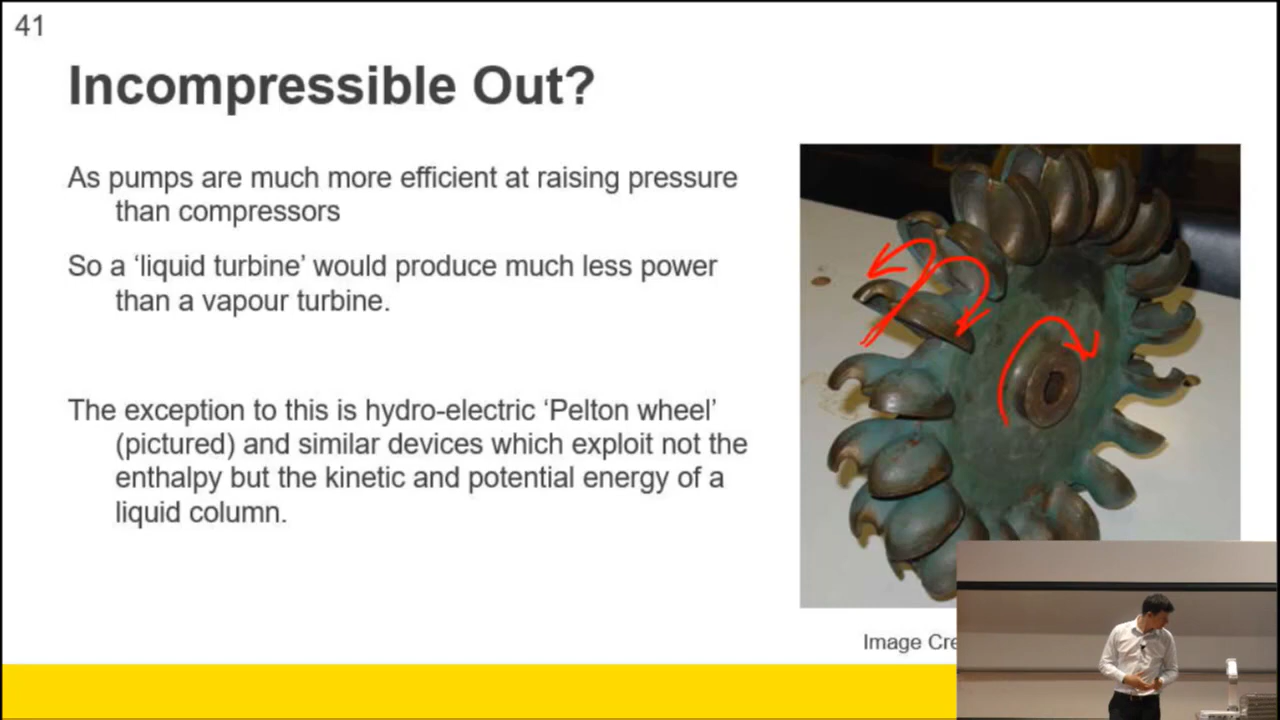 41
Incompressible Out?
As pumps are much more efficient at raising pressure
than compressors
So a ‘liquid turbine’ would produce much less power
than a vapour turbine.
The exception to this is hydro-electric ‘Pelton wheel’
(pictured) and similar devices which exploit not the
enthalpy but the kinetic and potential energy of a
liquid column.
Image Cre